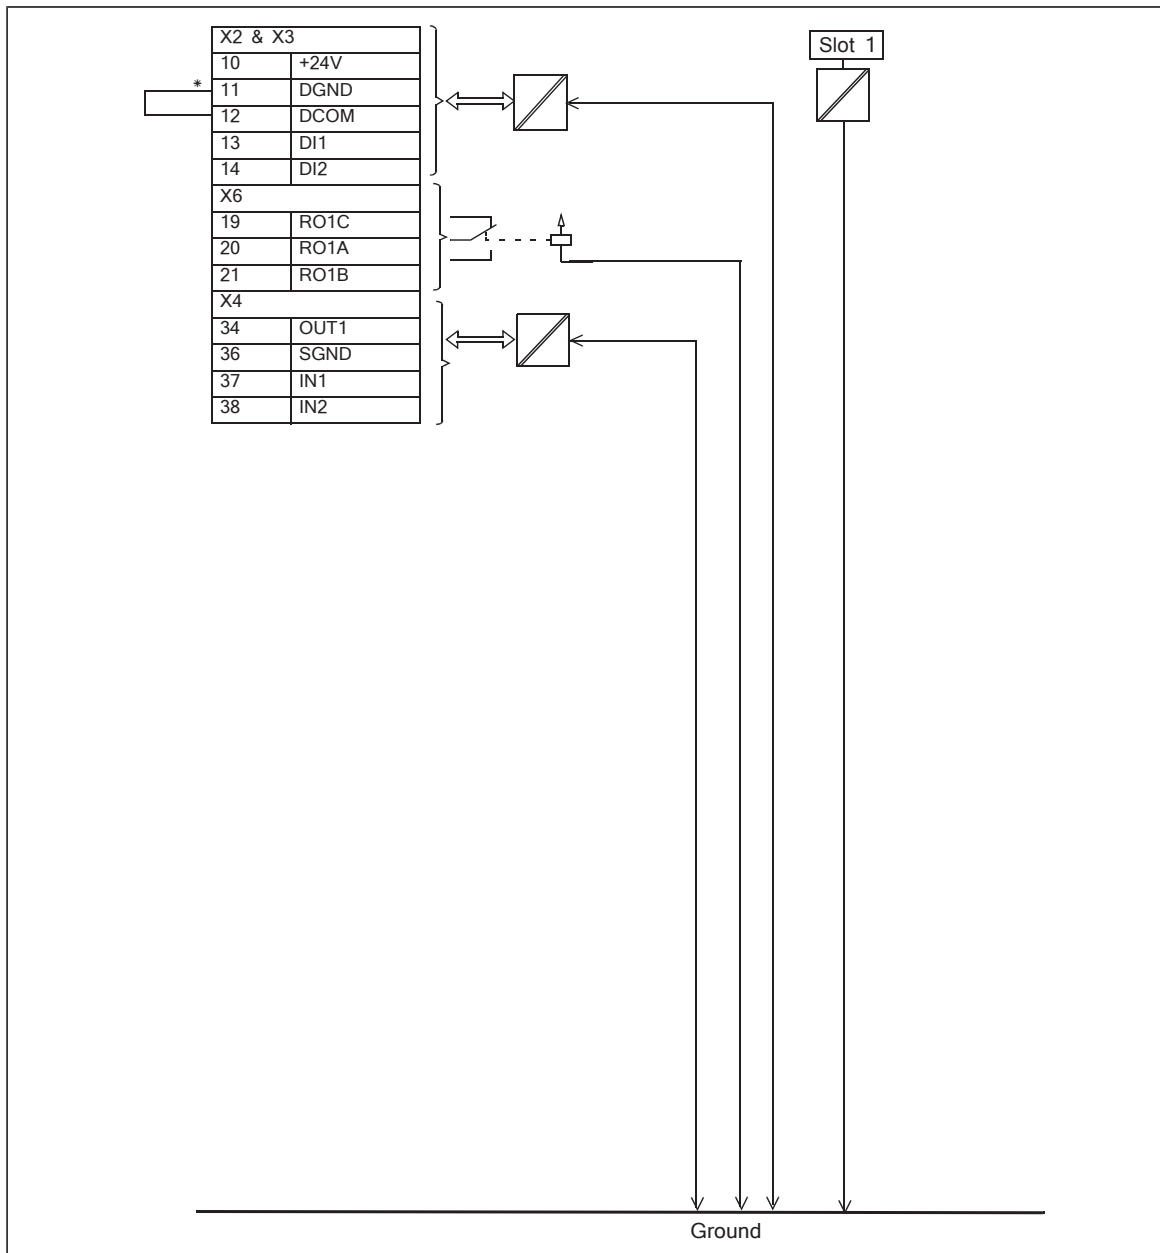 X2 & X3
10 +24V
* 11 DGND
12 DCOM
13 DI1
14 DI2
X6
19 RO1C
20 RO1A
21 RO1B
X4
34 OUT1
36 SGND
37 IN1
38 IN2
Slot 1
Ground